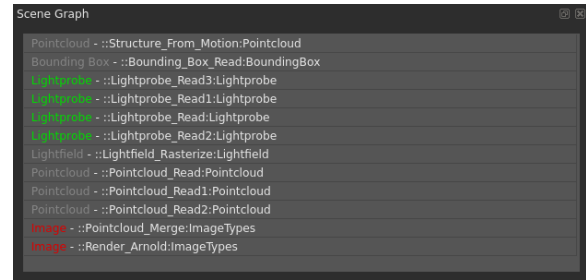 Scene Graph
Pointcloud - ::Structure_From_Motion:Pointcloud
Bounding Box - ::Bounding_Box_Read:BoundingBox
Lightprobe - ::Lightprobe_Read3:Lightprobe
Lightprobe - ::Lightprobe_Read1:Lightprobe
Lightprobe - ::Lightprobe_Read:Lightprobe
Lightprobe - ::Lightprobe_Read2:Lightprobe
Lightfield - ::Lightfield_Rasterize:Lightfield
Pointcloud - ::Pointcloud_Read:Pointcloud
Pointcloud - ::Pointcloud_Read1:Pointcloud
Pointcloud - ::Pointcloud_Read2:Pointcloud
Image - ::Pointcloud_Merge:ImageTypes
Image - ::Render_Arnold:ImageTypes